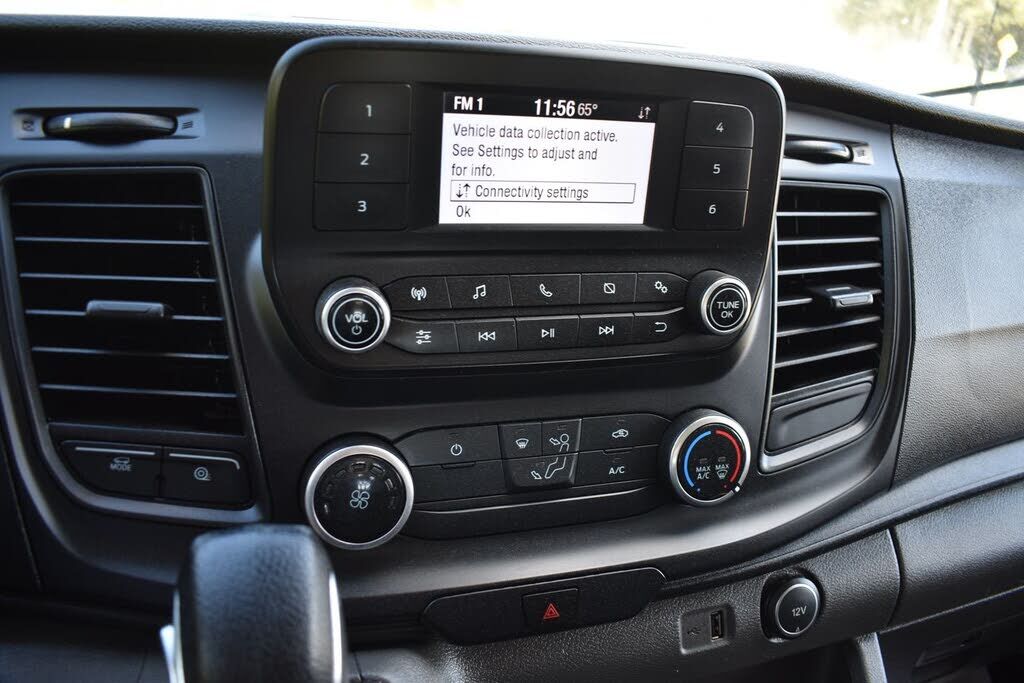 1
2
3
FM 1 11:56 65°
Vehicle data collection active.
See Settings to adjust and
for info.
Connectivity settings
Ok
4
5
6
VOL
TUNE
OK
MODE
A/C
MAX MAX
A/C
12V